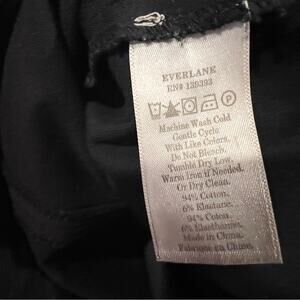 EVERLANE
RN# 139393
Machine Wash Cold
Gentle Cycle
With Like Colors.
Do Not Bleach.
Tumble Dry Low.
Warm Iron if Needed.
Or Dry Clean.
94% Cotton.
6% Elastane.
94% Coton.
6% Élasthanne.
Made in China.
Fabriqué en Chine.